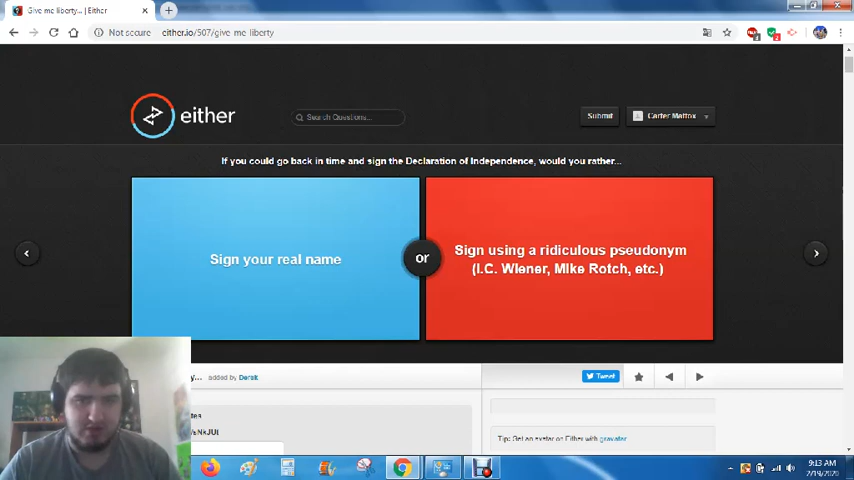 Give me liberty... | Either
Not secure
either.io/507/give-me-liberty
either
Search Questions...
Submit
Carter Mattox
If you could go back in time and sign the Declaration of Independence, would you rather...
Sign your real name
or
Sign using a ridiculous pseudonym
(I.C. Wiener, Mike Rotch, etc.)
added by Derek
Tweet
Tip: Get an avatar on Either with gravatar
9:13 AM
2/19/2020